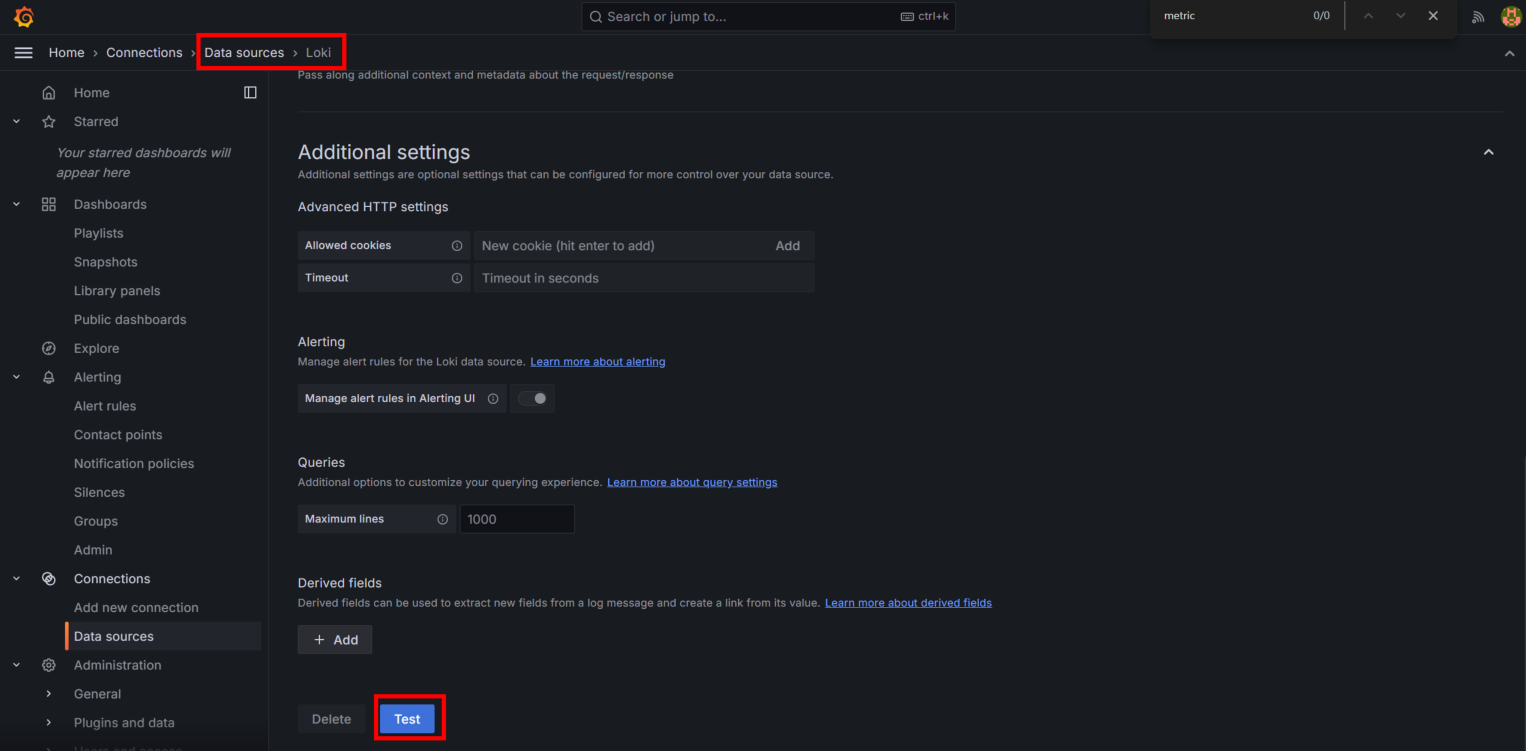 Search or jump to...
ctrl+k
metric
0/0
Home
Connections
Data sources
Loki
Home
Starred
Your starred dashboards will
appear here
Dashboards
Playlists
Snapshots
Library panels
Public dashboards
Explore
Alerting
Alert rules
Contact points
Notification policies
Silences
Groups
Admin
Connections
Add new connection
Data sources
Administration
General
Plugins and data
Users and access
Pass along additional context and metadata about the request/response
Additional settings
Additional settings are optional settings that can be configured for more control over your data source.
Advanced HTTP settings
Allowed cookies
New cookie (hit enter to add)
Add
Timeout
Timeout in seconds
Alerting
Manage alert rules for the Loki data source. Learn more about alerting
Manage alert rules in Alerting UI
Queries
Additional options to customize your querying experience. Learn more about query settings
Maximum lines
1000
Derived fields
Derived fields can be used to extract new fields from a log message and create a link from its value. Learn more about derived fields
+ Add
Delete
Test